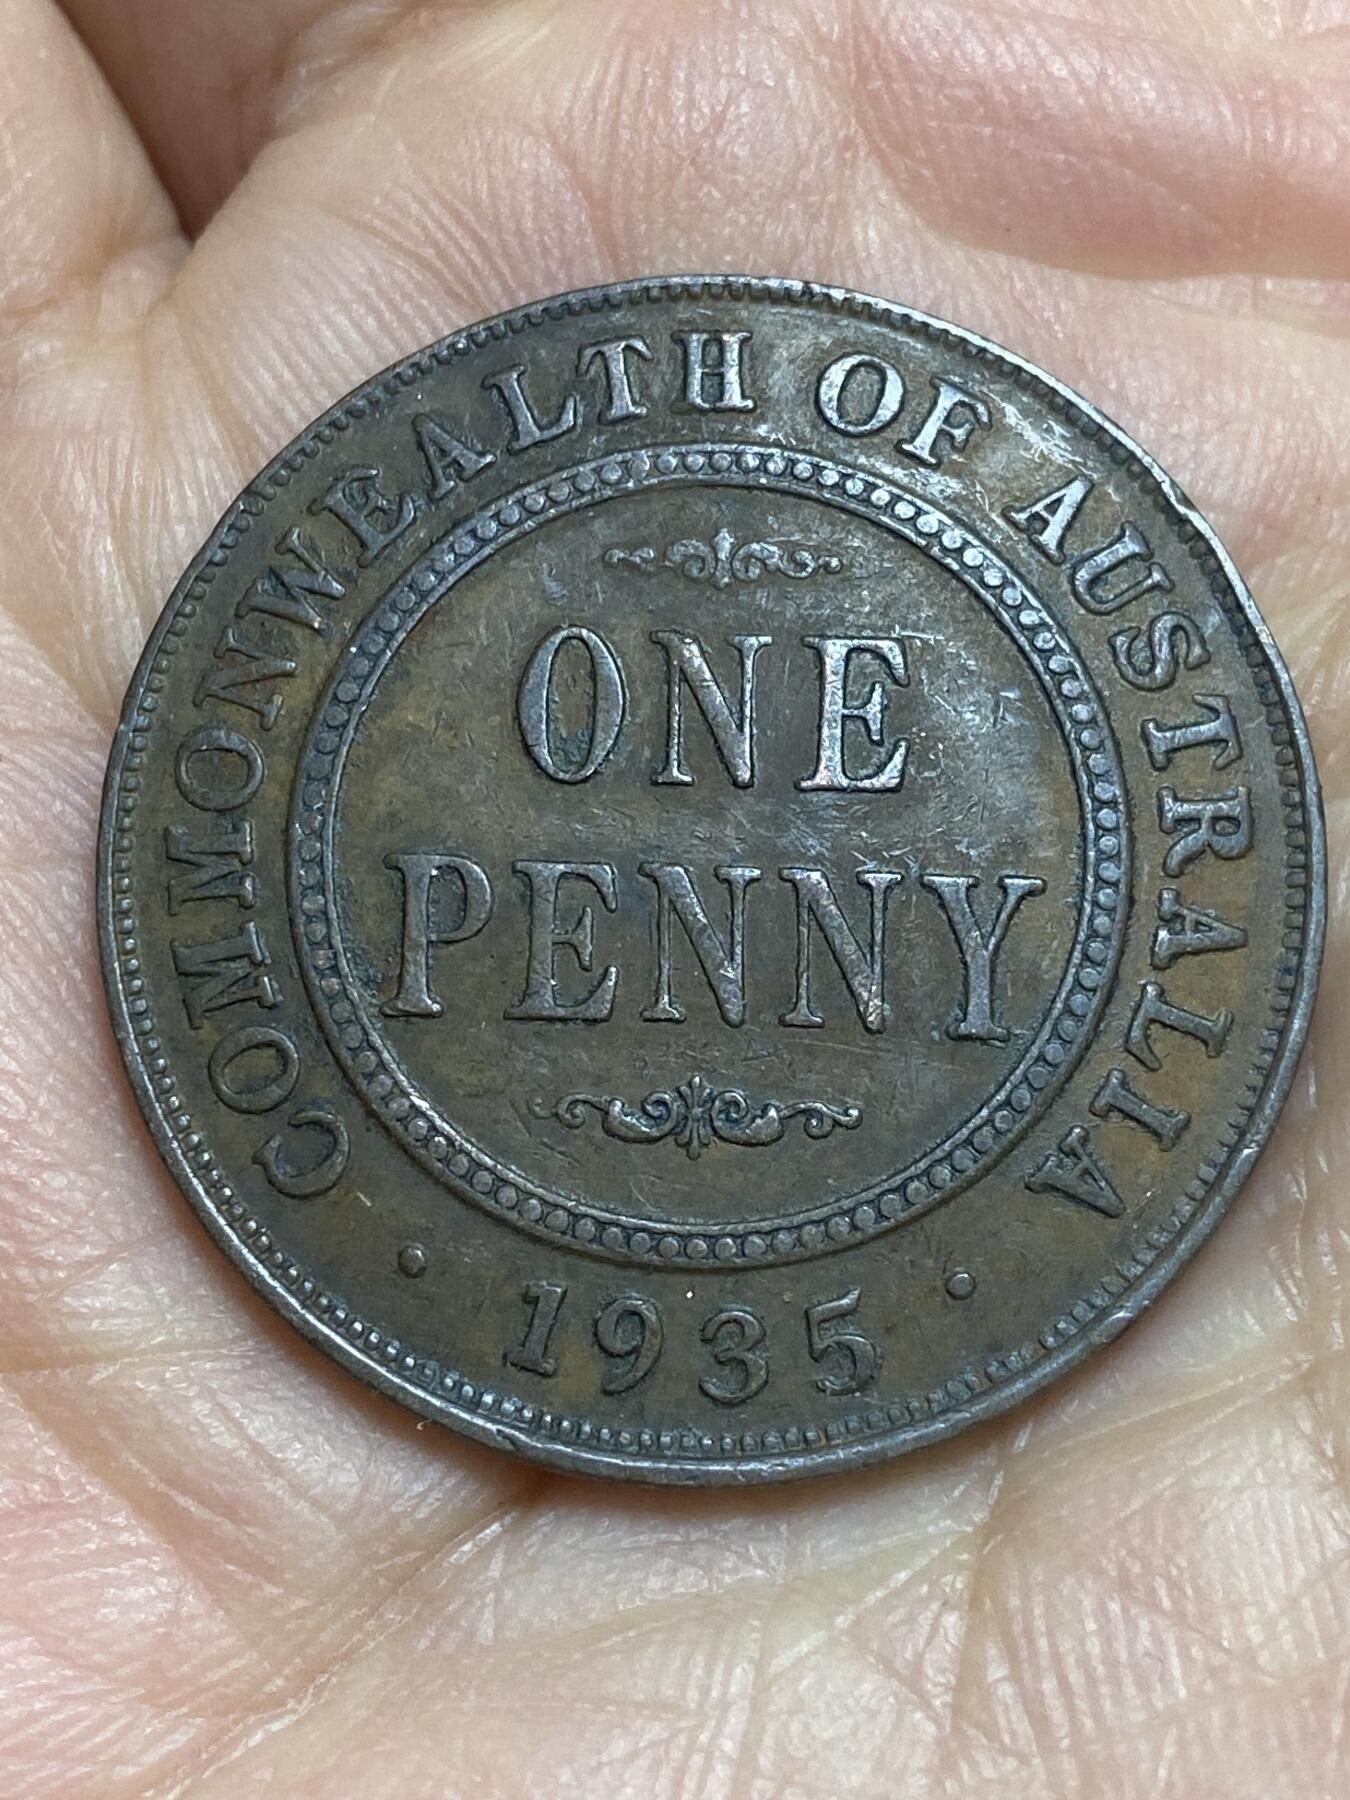 COMMONWEALTH OF AUSTRALIA
ONE
PENNY
· 1935 ·